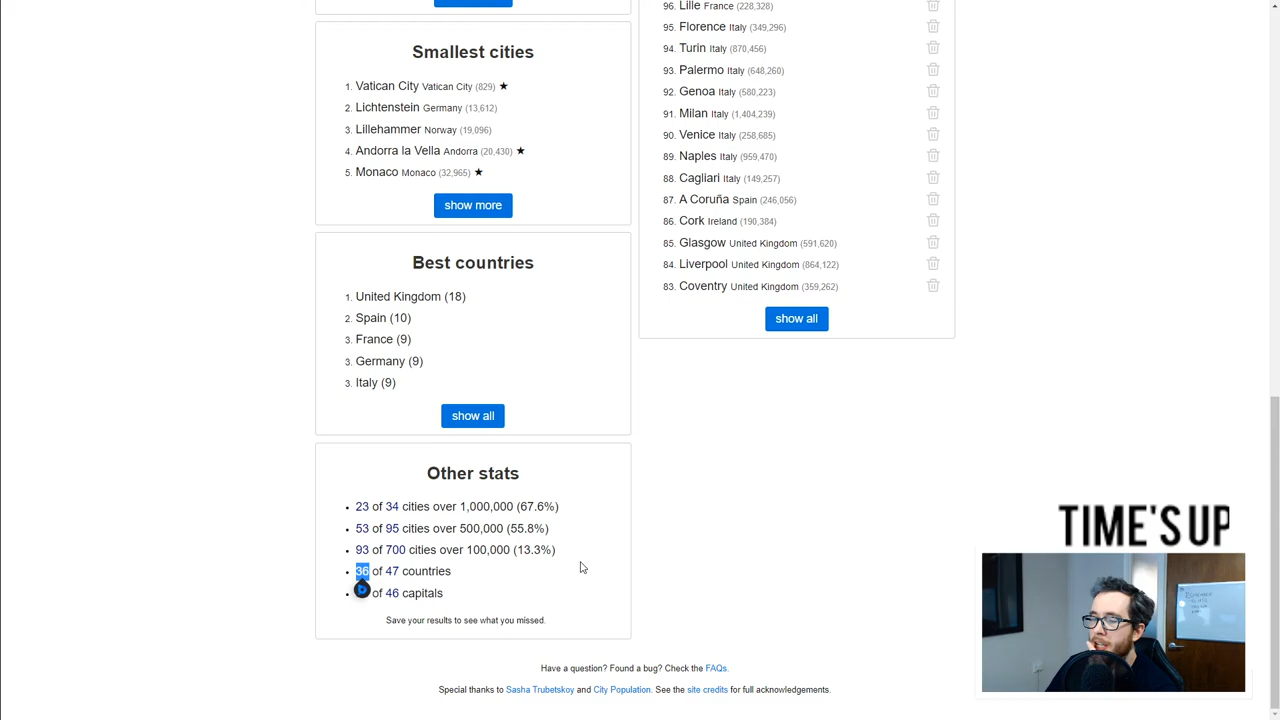 Smallest cities
1. Vatican City Vatican City (829) ★
2. Lichtenstein Germany (13,612)
3. Lillehammer Norway (19,096)
4. Andorra la Vella Andorra (20,430) ★
5. Monaco Monaco (32,965) ★
show more
Best countries
1. United Kingdom (18)
2. Spain (10)
3. France (9)
3. Germany (9)
3. Italy (9)
show all
Other stats
• 23 of 34 cities over 1,000,000 (67.6%)
• 53 of 95 cities over 500,000 (55.8%)
• 93 of 700 cities over 100,000 (13.3%)
• 36 of 47 countries
• of 46 capitals
Save your results to see what you missed.
96. Lille France (228,328)
95. Florence Italy (349,296)
94. Turin Italy (870,456)
93. Palermo Italy (648,260)
92. Genoa Italy (580,223)
91. Milan Italy (1,404,239)
90. Venice Italy (258,685)
89. Naples Italy (959,470)
88. Cagliari Italy (149,257)
87. A Coruña Spain (246,056)
86. Cork Ireland (190,384)
85. Glasgow United Kingdom (591,620)
84. Liverpool United Kingdom (864,122)
83. Coventry United Kingdom (359,262)
show all
TIME'S UP
Have a question? Found a bug? Check the FAQs.
Special thanks to Sasha Trubetskoy and City Population. See the site credits for full acknowledgements.